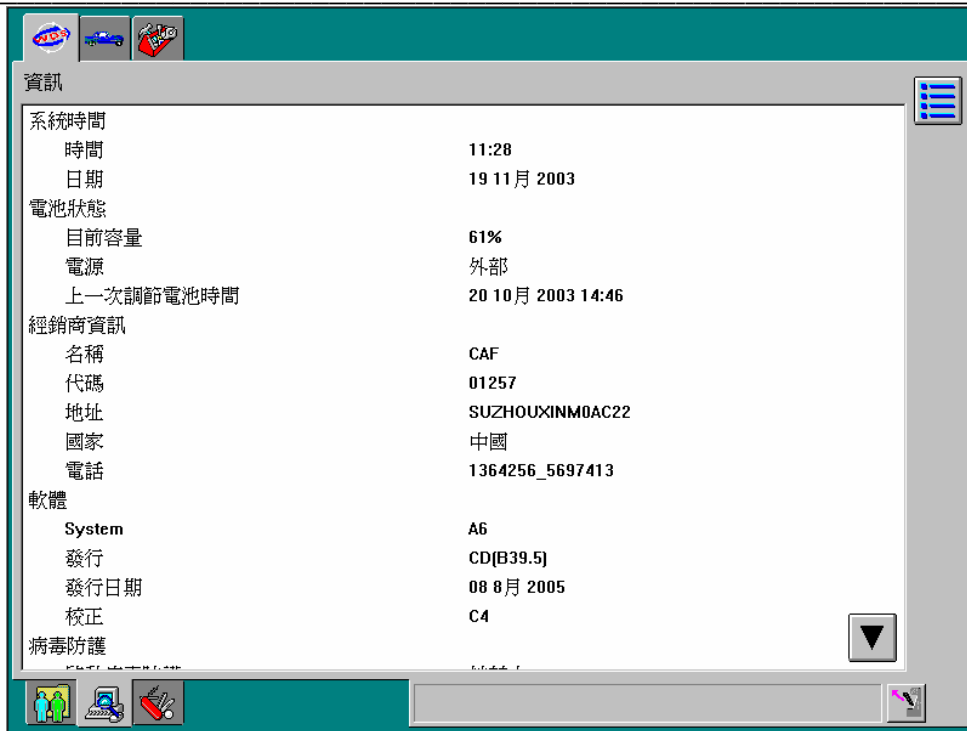 WDS
資訊
系統時間
時間 11:28
日期 19 11月 2003
電池狀態
目前容量 61%
電源 外部
上一次調節電池時間 20 10月 2003 14:46
經銷商資訊
名稱 CAF
代碼 01257
地址 SUZHOUXINM0AC22
國家 中國
電話 1364256_5697413
軟體
System A6
發行 CD(B39.5)
發行日期 08 8月 2005
校正 C4
病毒防護